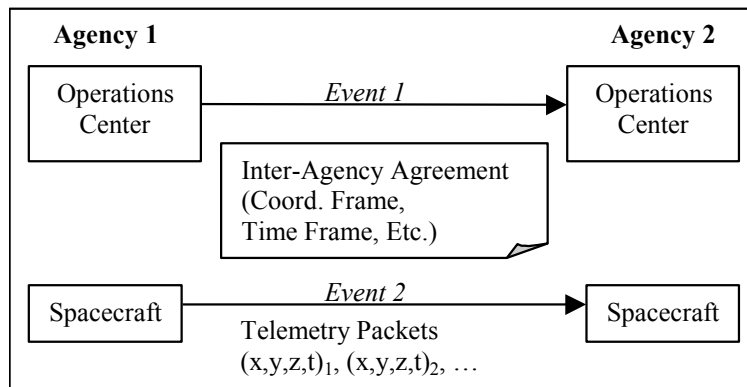 Agency 1
Agency 2
Operations
Center
Event 1
Operations
Center
Inter-Agency Agreement
(Coord. Frame,
Time Frame, Etc.)
Spacecraft
Event 2
Spacecraft
Telemetry Packets
(x,y,z,t)1, (x,y,z,t)2, …